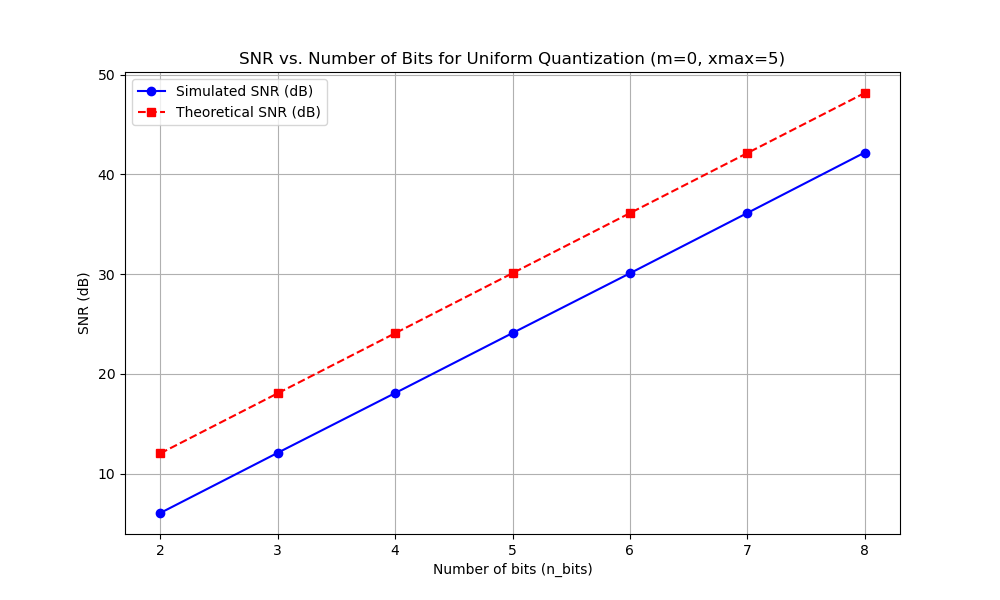 SNR vs. Number of Bits for Uniform Quantization (m=0, xmax=5)
Simulated SNR (dB)
Theoretical SNR (dB)
50
40
30
20
10
SNR (dB)
2 3 4 5 6 7 8
Number of bits (n_bits)